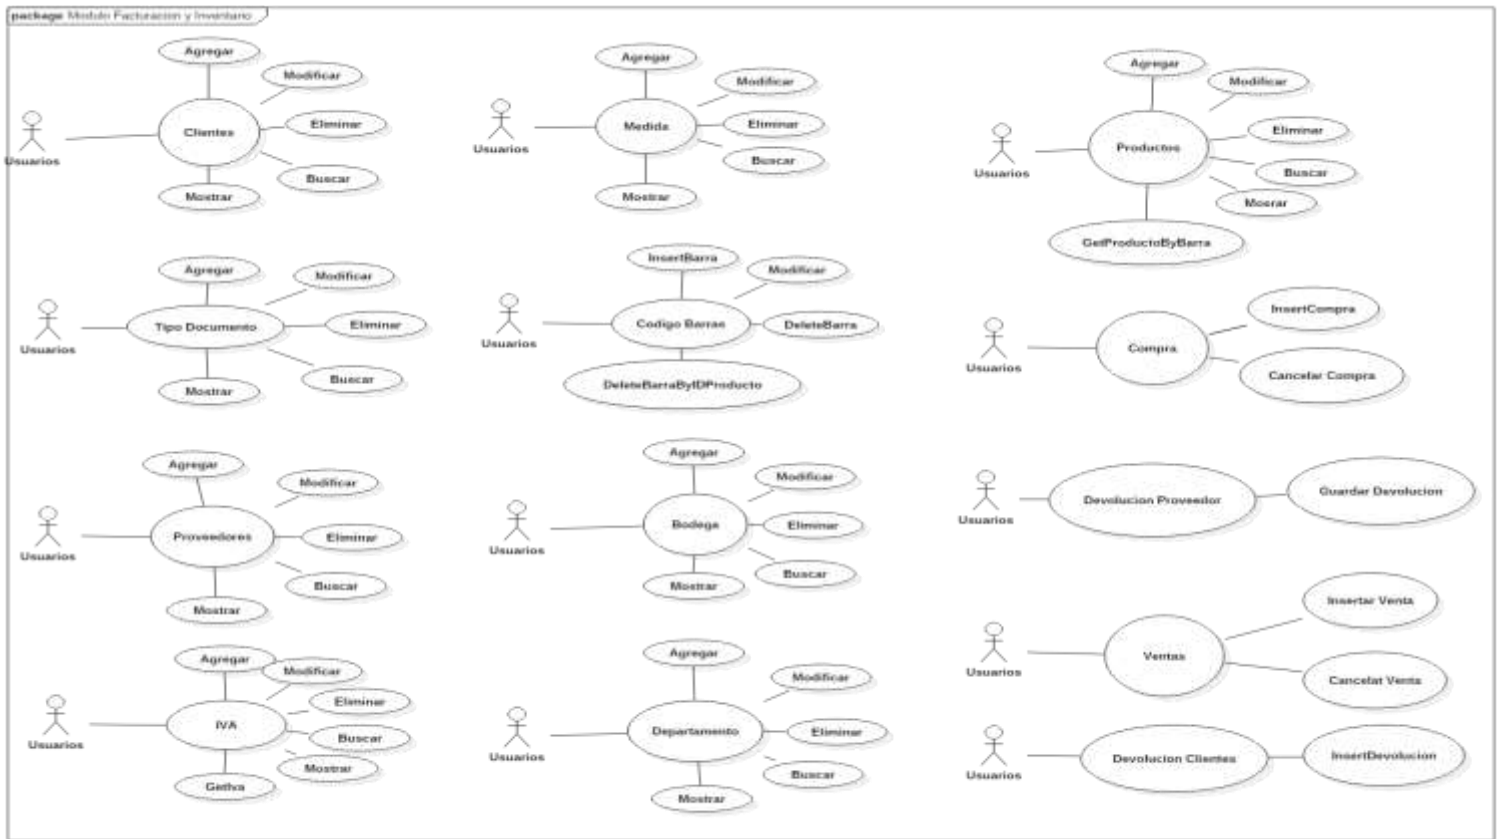 package Modulo Facturacion y Inventario
Agregar
Modificar
Clientes
Eliminar
Buscar
Mostrar
Usuarios
Agregar
Modificar
Medida
Eliminar
Buscar
Mostrar
Usuarios
Agregar
Modificar
Productos
Eliminar
Buscar
Mosrar
GetProductoByBarra
Usuarios
Agregar
Modificar
Tipo Documento
Eliminar
Buscar
Mostrar
Usuarios
InsertBarra
Modificar
Codigo Barras
DeleteBarra
DeleteBarraByIDProducto
Usuarios
InsertCompra
Compra
Cancelar Compra
Usuarios
Agregar
Modificar
Proveedores
Eliminar
Buscar
Mostrar
Usuarios
Agregar
Modificar
Bodega
Eliminar
Buscar
Mostrar
Usuarios
Devolucion Proveedor
Guardar Devolucion
Usuarios
Agregar
Modificar
Eliminar
IVA
Buscar
Mostrar
GetIva
Usuarios
Agregar
Modificar
Departamento
Eliminar
Buscar
Mostrar
Usuarios
Insertar Venta
Ventas
Cancelat Venta
Usuarios
Devolucion Clientes
InsertDevolucion
Usuarios